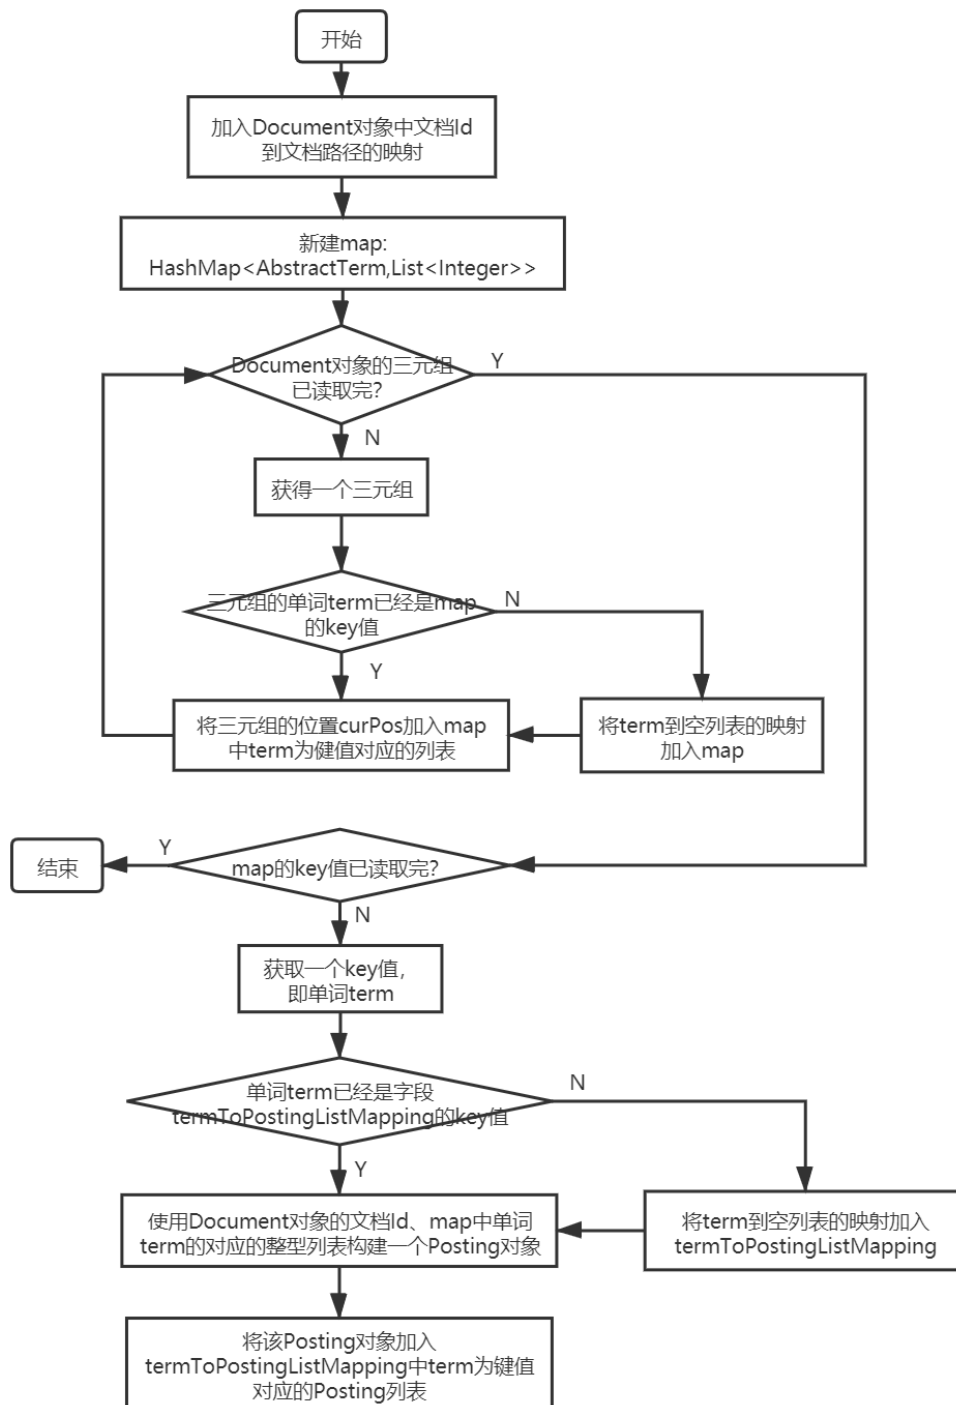 开始
加入Document对象中文档Id
到文档路径的映射
新建map:
HashMap<AbstractTerm,List<Integer>>
Document对象的三元组
已读取完?
Y
N
获得一个三元组
三元组的单词term已经是map
的key值
N
Y
将三元组的位置curPos加入map
中term为健值对应的列表
将term到空列表的映射
加入map
结束
Y
map的key值已读取完?
N
获取一个key值,
即单词term
单词term已经是字段
termToPostingListMapping的key值
N
Y
使用Document对象的文档Id、map中单词
term的对应的整型列表构建一个Posting对象
将term到空列表的映射加入
termToPostingListMapping
将该Posting对象加入
termToPostingListMapping中term为键值
对应的Posting列表